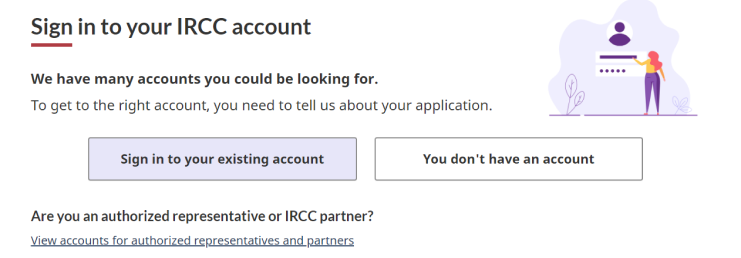 Sign in to your IRCC account
We have many accounts you could be looking for.
To get to the right account, you need to tell us about your application.
Sign in to your existing account
You don't have an account
Are you an authorized representative or IRCC partner?
View accounts for authorized representatives and partners